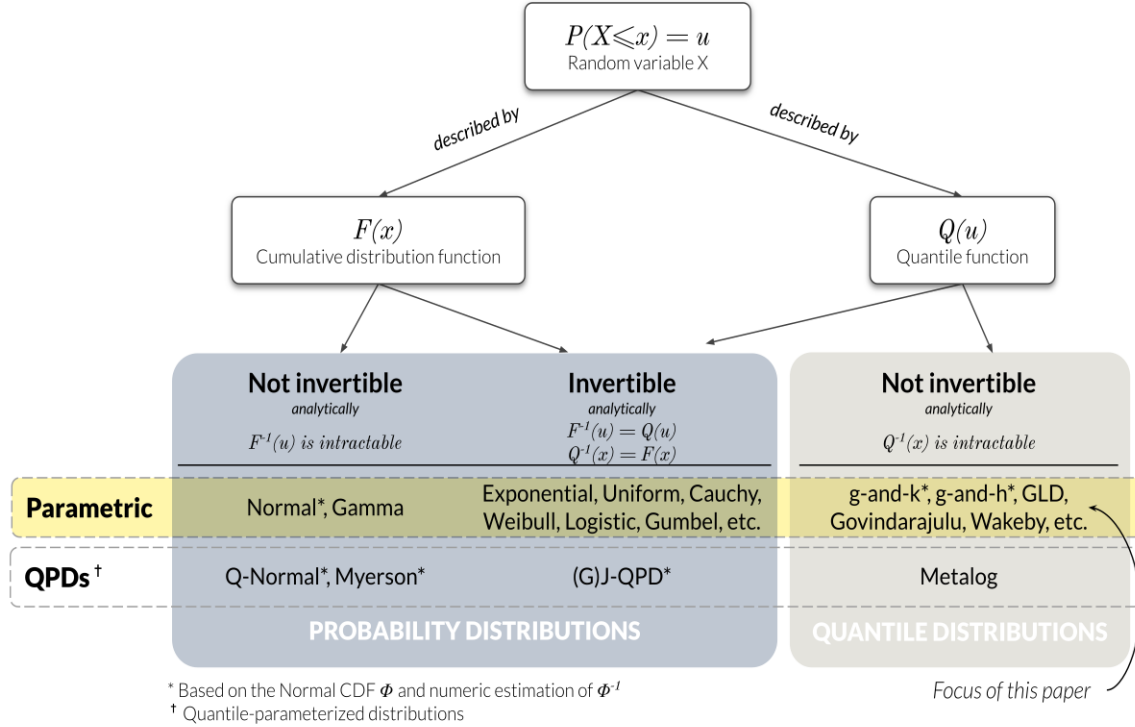 P(X⩽x) = u
Random variable X
described by
described by
F(x)
Cumulative distribution function
Q(u)
Quantile function
Not invertible
analytically
F⁻¹(u) is intractable
Invertible
analytically
F⁻¹(u) = Q(u)
Q⁻¹(x) = F(x)
Not invertible
analytically
Q⁻¹(x) is intractable
Parametric
Normal*, Gamma
Exponential, Uniform, Cauchy,
Weibull, Logistic, Gumbel, etc.
g-and-k*, g-and-h*, GLD,
Govindarajulu, Wakeby, etc.
QPDs †
Q-Normal*, Myerson*
(G)J-QPD*
Metalog
PROBABILITY DISTRIBUTIONS
QUANTILE DISTRIBUTIONS
* Based on the Normal CDF Φ and numeric estimation of Φ⁻¹
† Quantile-parameterized distributions
Focus of this paper